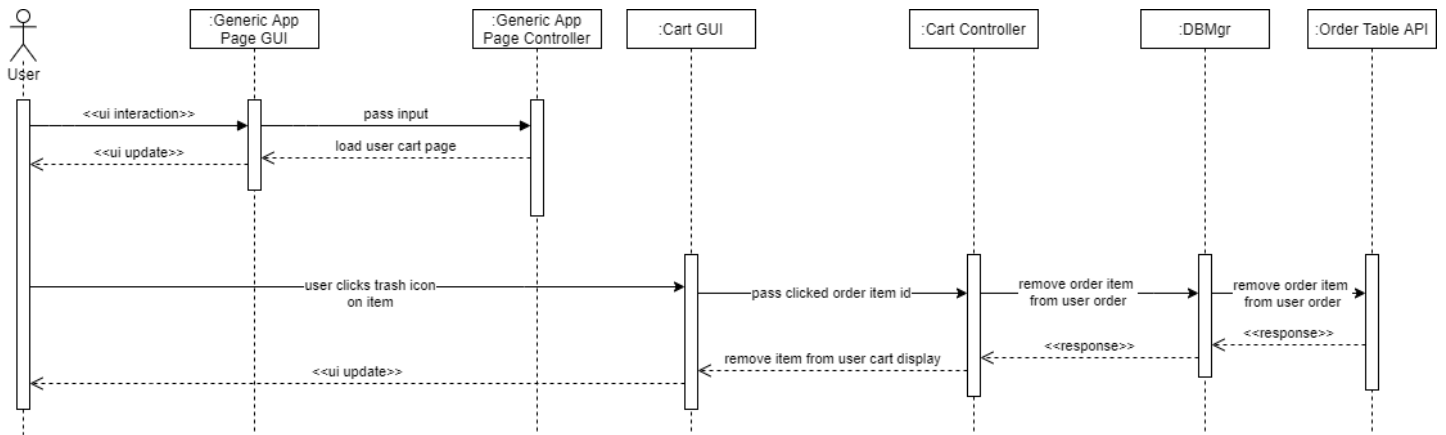 :Generic App
Page GUI
:Generic App
Page Controller
:Cart GUI
:Cart Controller
:DBMgr
:Order Table API
User
<<ui interaction>>
pass input
<<ui update>>
load user cart page
user clicks trash icon
on item
pass clicked order item id
remove order item
from user order
remove order item
from user order
<<response>>
<<response>>
remove item from user cart display
<<ui update>>